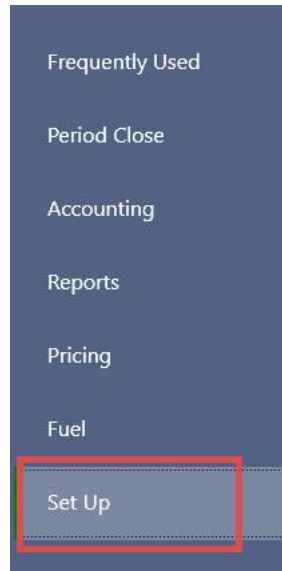 Frequently Used
Period Close
Accounting
Reports
Pricing
Fuel
Set Up